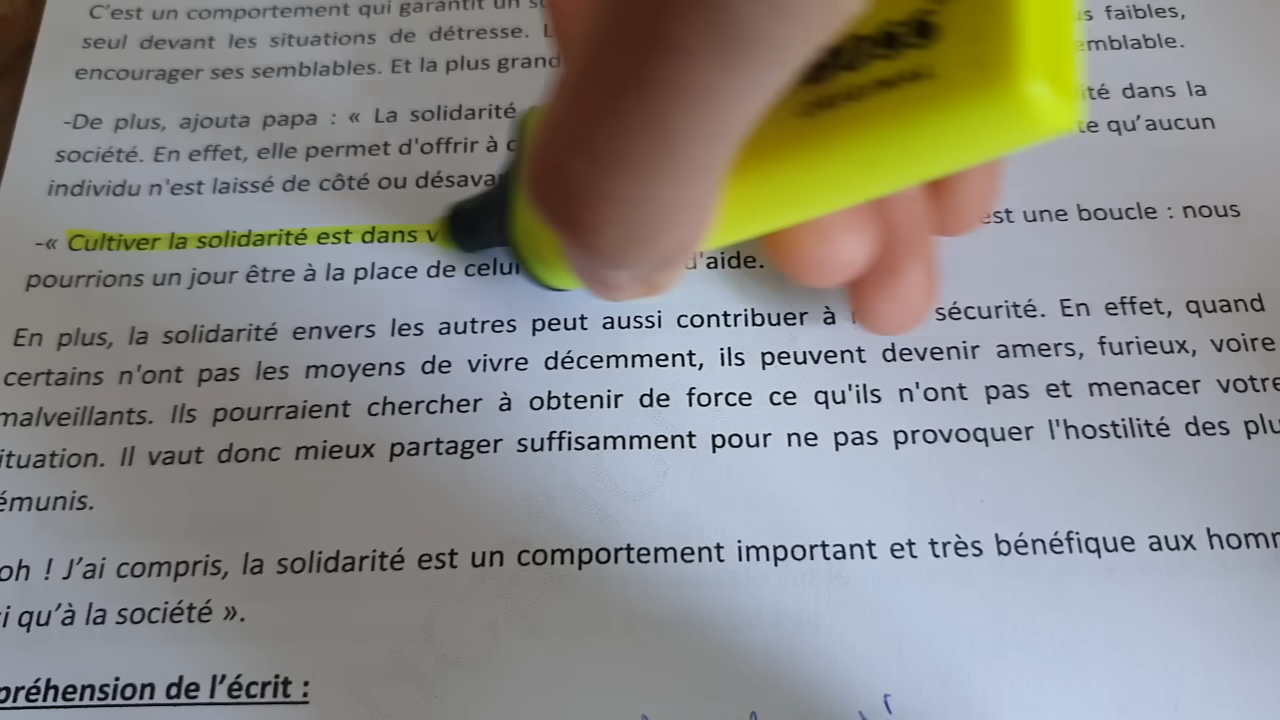 C'est un comportement qui garantit un
seul devant les situations de détresse.
faibles,
encourager ses semblables. Et la plus grand
-De plus, ajouta papa : « La solidarité
dans la
société. En effet, elle permet d'offrir à
qu'aucun
individu n'est laissé de côté ou
-« Cultiver la solidarité est dans
est une boucle : nous
pourrions un jour être à la place de
d'aide.
En plus, la solidarité envers les autres peut aussi contribuer à
sécurité. En effet, quand
certains n'ont pas les moyens de vivre décemment, ils peuvent devenir amers, furieux, voire
malveillants. Ils pourraient chercher à obtenir de force ce qu'ils n'ont pas et menacer votre
ituation. Il vaut donc mieux partager suffisamment pour ne pas provoquer l'hostilité des plu
émunis.
oh ! J'ai compris, la solidarité est un comportement important et très bénéfique aux homm
i qu'à la société ».
préhension de l'écrit :